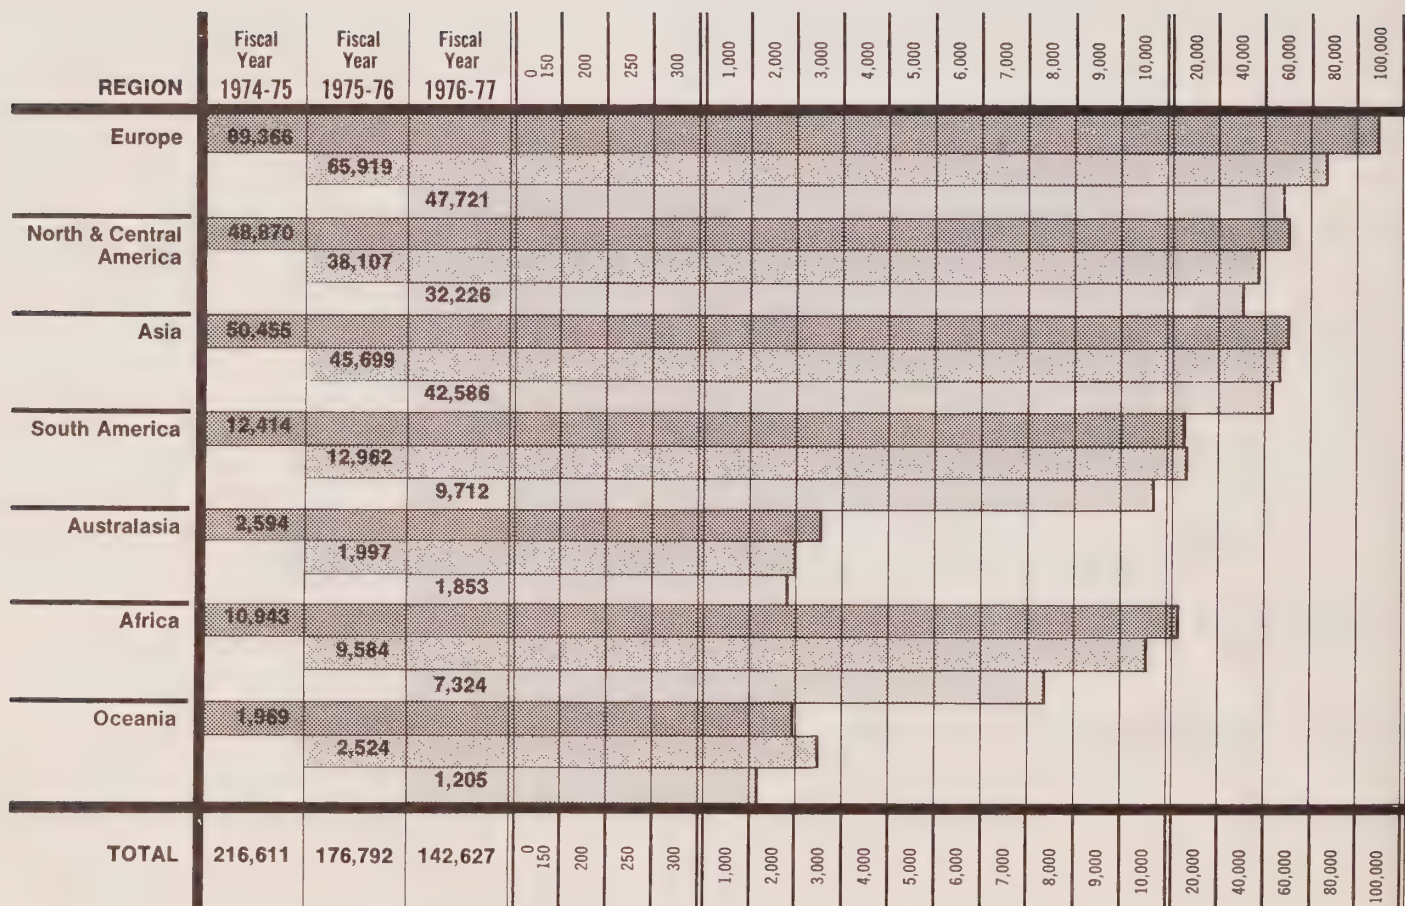 REGION Fiscal Year 1974-75 Fiscal Year 1975-76 Fiscal Year 1976-77 0 150 200 250 300 1,000 2,000 3,000 4,000 5,000 6,000 7,000 8,000 9,000 10,000 20,000 40,000 60,000 80,000 100,000
Europe 89,366
65,919
47,721
North & Central 48,870
America 38,107
32,226
Asia 50,455
45,699
42,586
South America 12,414
12,962
9,712
Australasia 2,594
1,997
1,853
Africa 10,943
9,584
7,324
Oceania 1,969
2,524
1,205
TOTAL 216,611 176,792 142,627 0 150 200 250 300 1,000 2,000 3,000 4,000 5,000 6,000 7,000 8,000 9,000 10,000 20,000 40,000 60,000 80,000 100,000